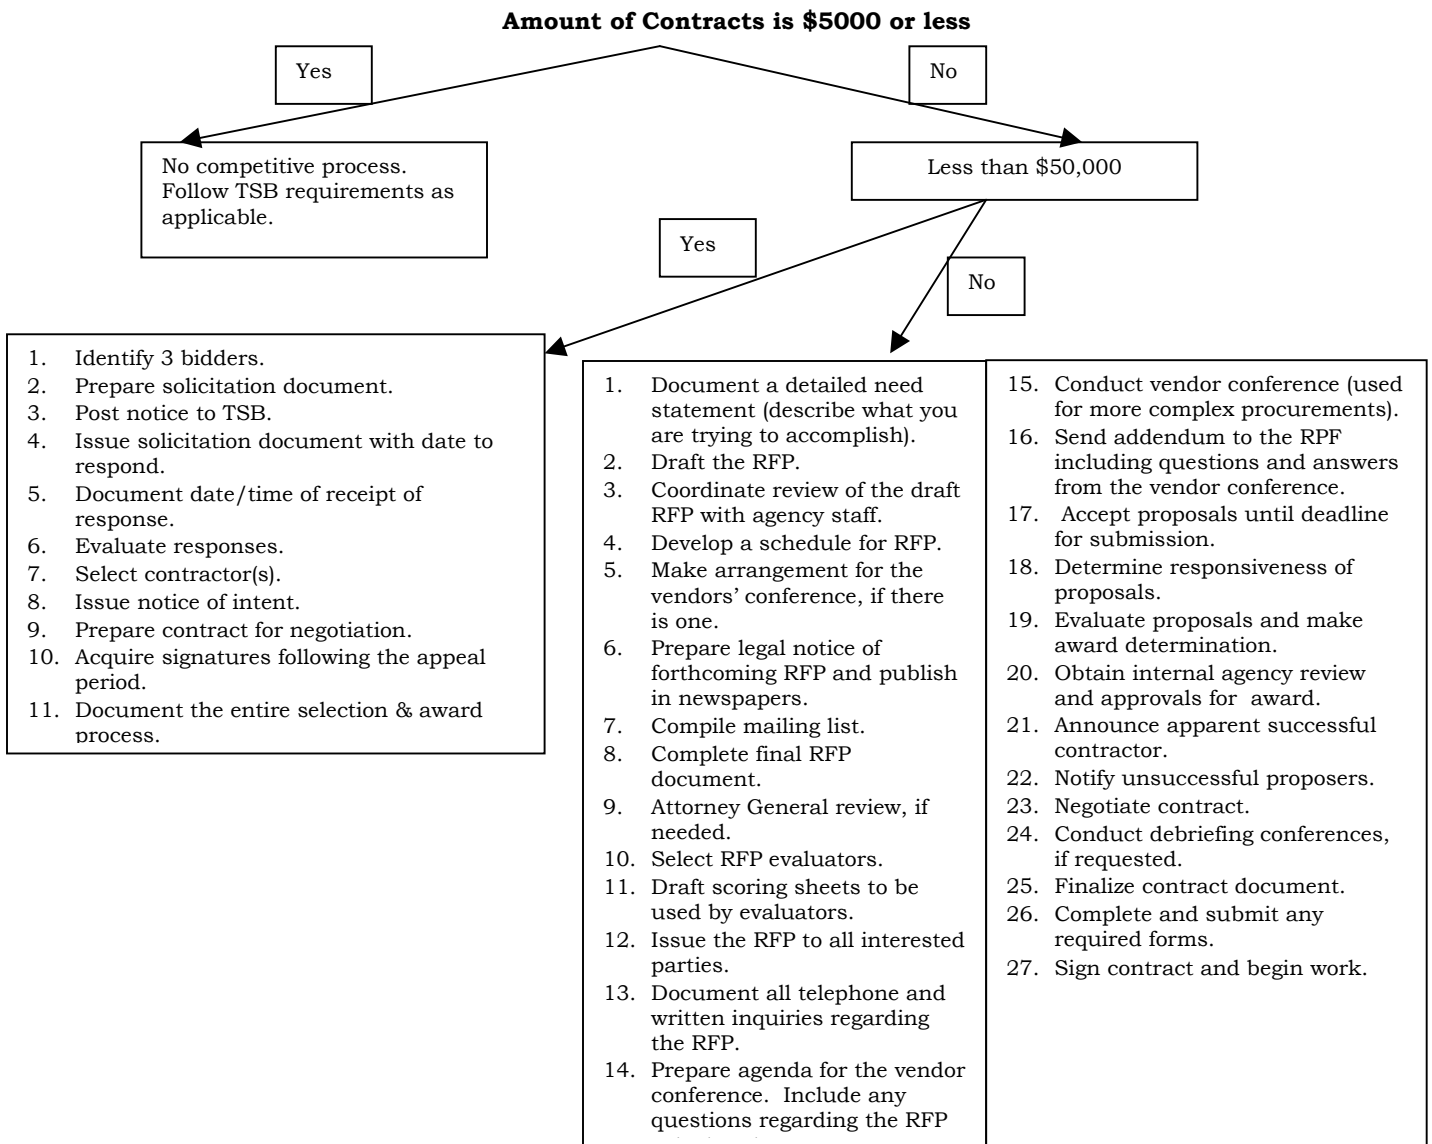 Amount of Contracts is $5000 or less
Yes
No
No competitive process.
Follow TSB requirements as
applicable.
Less than $50,000
Yes
No
1. Identify 3 bidders.
2. Prepare solicitation document.
3. Post notice to TSB.
4. Issue solicitation document with date to
respond.
5. Document date/time of receipt of
response.
6. Evaluate responses.
7. Select contractor(s).
8. Issue notice of intent.
9. Prepare contract for negotiation.
10. Acquire signatures following the appeal
period.
11. Document the entire selection & award
process.
1. Document a detailed need
statement (describe what you
are trying to accomplish).
2. Draft the RFP.
3. Coordinate review of the draft
RFP with agency staff.
4. Develop a schedule for RFP.
5. Make arrangement for the
vendors’ conference, if there
is one.
6. Prepare legal notice of
forthcoming RFP and publish
in newspapers.
7. Compile mailing list.
8. Complete final RFP
document.
9. Attorney General review, if
needed.
10. Select RFP evaluators.
11. Draft scoring sheets to be
used by evaluators.
12. Issue the RFP to all interested
parties.
13. Document all telephone and
written inquiries regarding
the RFP.
14. Prepare agenda for the vendor
conference. Include any
questions regarding the RFP
15. Conduct vendor conference (used
for more complex procurements).
16. Send addendum to the RPF
including questions and answers
from the vendor conference.
17. Accept proposals until deadline
for submission.
18. Determine responsiveness of
proposals.
19. Evaluate proposals and make
award determination.
20. Obtain internal agency review
and approvals for award.
21. Announce apparent successful
contractor.
22. Notify unsuccessful proposers.
23. Negotiate contract.
24. Conduct debriefing conferences,
if requested.
25. Finalize contract document.
26. Complete and submit any
required forms.
27. Sign contract and begin work.